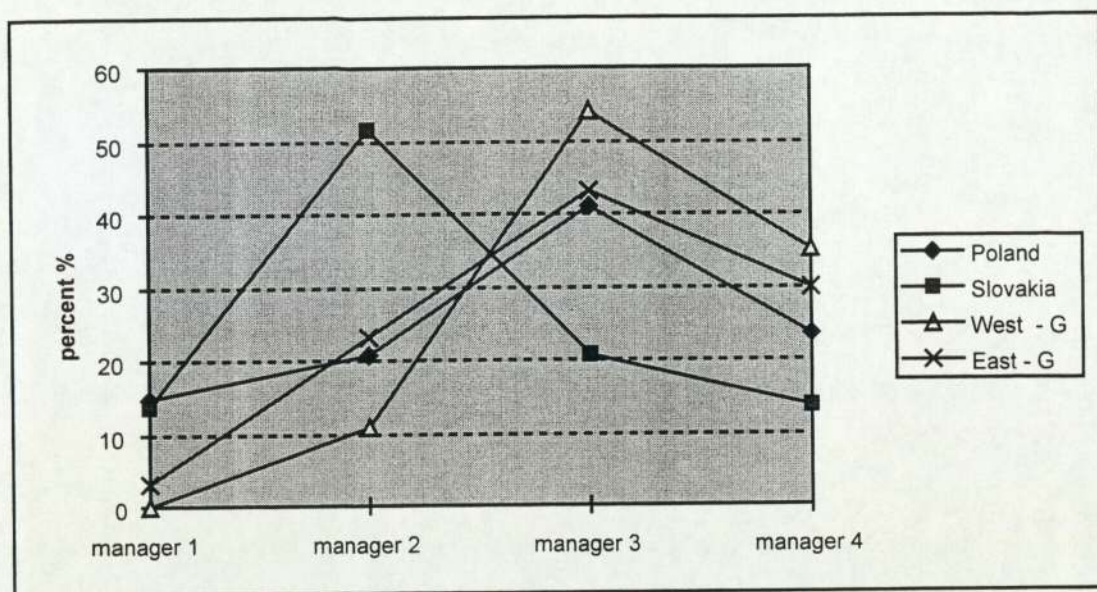 60
50
40
30
20
10
0
percent %
manager 1 manager 2 manager 3 manager 4
Poland
Slovakia
West - G
East - G